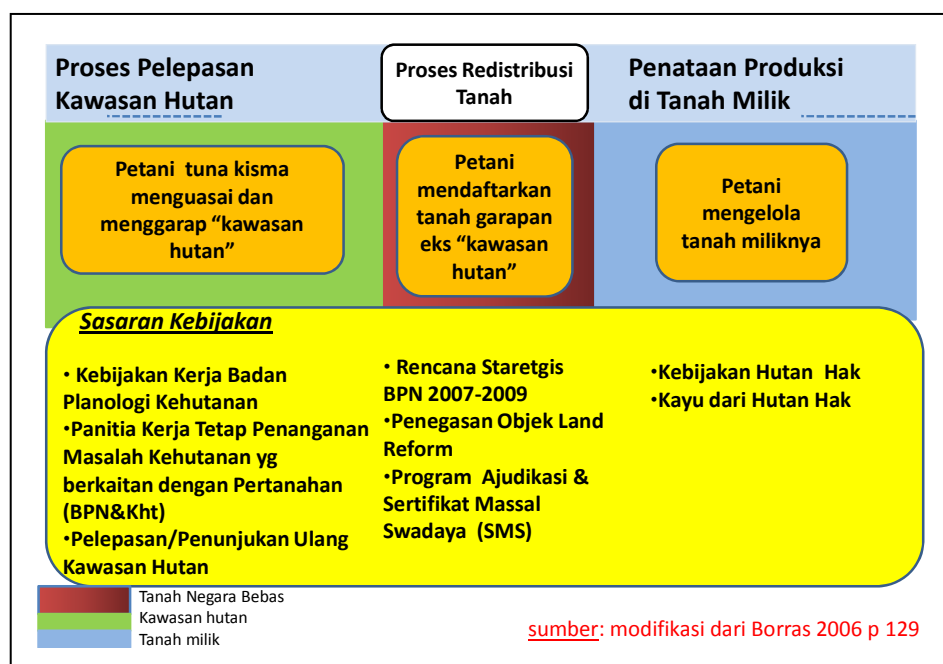 Proses Pelepasan
Kawasan Hutan
Proses Redistribusi
Tanah
Penataan Produksi
di Tanah Milik
Petani tuna kisma
menguasai dan
menggarap “kawasan
hutan”
Petani
mendaftarkan
tanah garapan
eks “kawasan
hutan”
Petani
mengelola
tanah miliknya
Sasaran Kebijakan
• Kebijakan Kerja Badan
Planologi Kehutanan
•Panitia Kerja Tetap Penanganan
Masalah Kehutanan yg
berkaitan dengan Pertanahan
(BPN&Kht)
•Pelepasan/Penunjukan Ulang
Kawasan Hutan
• Rencana Staretgis
BPN 2007-2009
•Penegasan Objek Land
Reform
•Program Ajudikasi &
Sertifikat Massal
Swadaya (SMS)
•Kebijakan Hutan Hak
•Kayu dari Hutan Hak
Tanah Negara Bebas
Kawasan hutan
Tanah milik
sumber: modifikasi dari Borras 2006 p 129